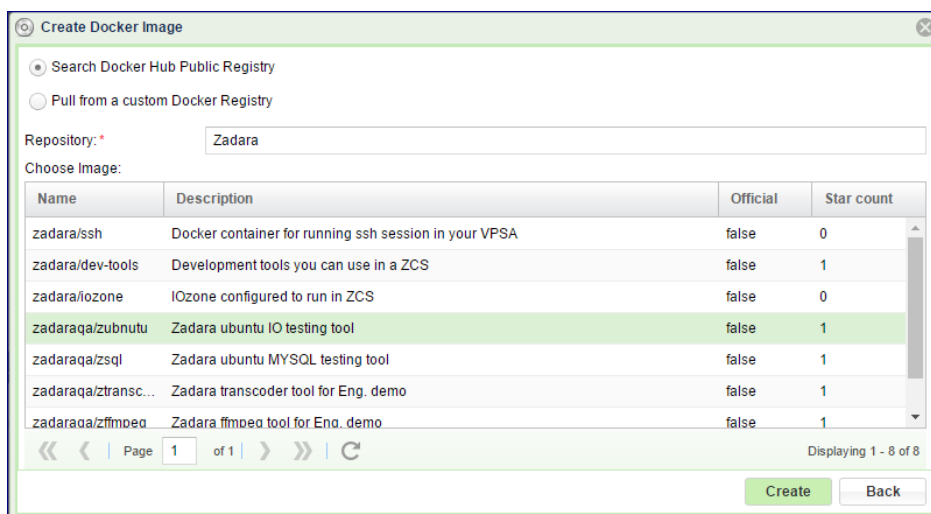 Create Docker Image
Search Docker Hub Public Registry
Pull from a custom Docker Registry
Repository:* Zadara
Choose Image:
Name Description Official Star count
zadara/ssh Docker container for running ssh session in your VPSA false 0
zadara/dev-tools Development tools you can use in a ZCS false 1
zadara/iozone IOzone configured to run in ZCS false 0
zadaraqa/zubnutu Zadara ubuntu IO testing tool false 1
zadaraqa/zsql Zadara ubuntu MYSQL testing tool false 1
zadaraqa/ztransc... Zadara transcoder tool for Eng. demo false 1
zadaraqa/zffmpeg Zadara ffmpeg tool for Eng. demo false 1
Page 1 of 1 Displaying 1 - 8 of 8
Create Back